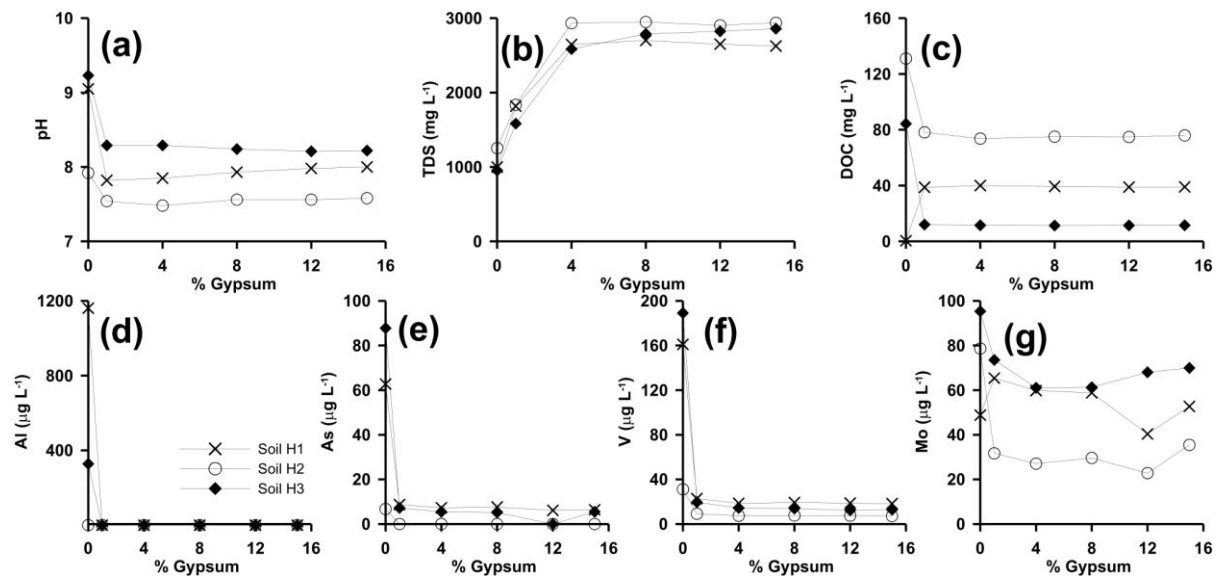 (a)
pH
10
9
8
7
0 4 8 12 16
% Gypsum
(b)
TDS (mg L-1)
3000
2000
1000
0
0 4 8 12 16
% Gypsum
(c)
DOC (mg L-1)
160
120
80
40
0
0 4 8 12 16
% Gypsum
(d)
Al (µg L-1)
1200
800
400
0
Soil H1
Soil H2
Soil H3
0 4 8 12 16
% Gypsum
(e)
As (µg L-1)
100
80
60
40
20
0
0 4 8 12 16
% Gypsum
(f)
V (µg L-1)
200
160
120
80
40
0
0 4 8 12 16
% Gypsum
(g)
Mo (µg L-1)
100
80
60
40
20
0
0 4 8 12 16
% Gypsum